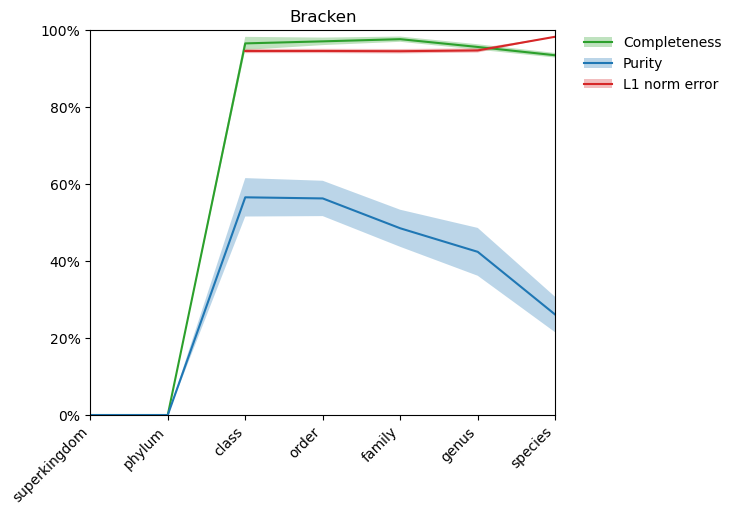 Bracken
100%
80%
60%
40%
20%
0%
superkingdom
phylum
class
order
family
genus
species
Completeness
Purity
L1 norm error